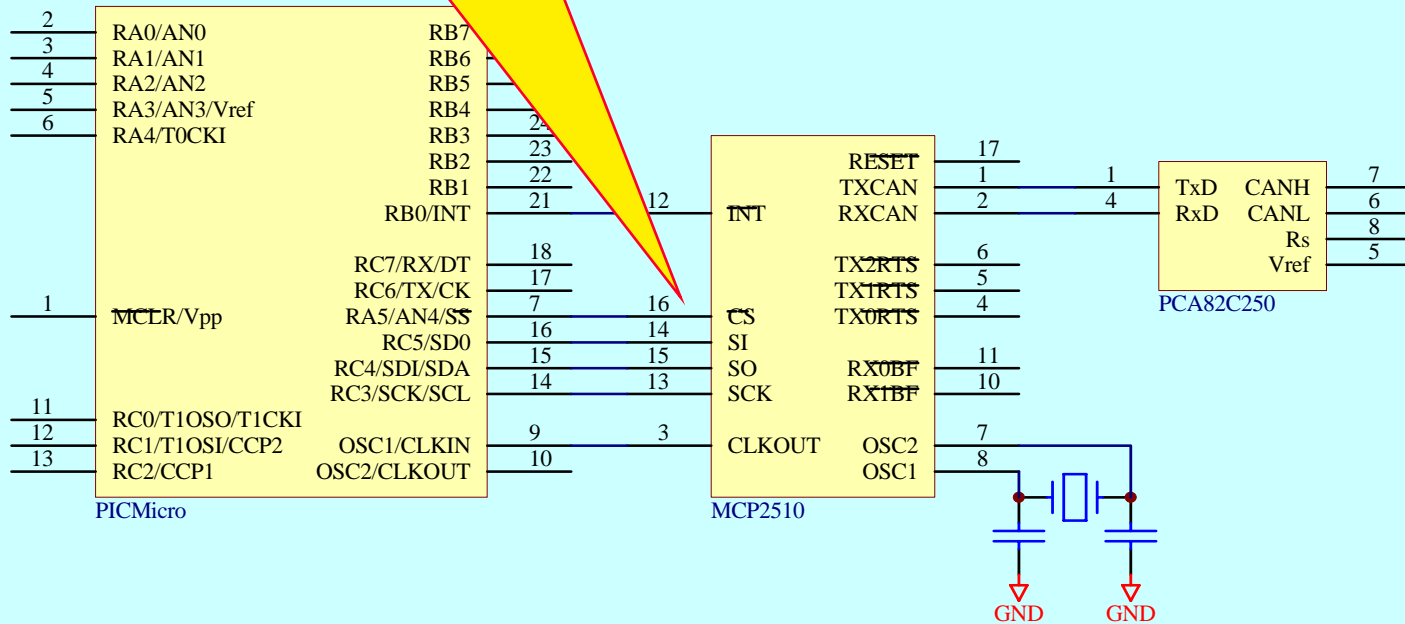 2 RA0/AN0 RB7
3 RA1/AN1 RB6
4 RA2/AN2 RB5
5 RA3/AN3/Vref RB4
6 RA4/T0CKI RB3 24
RB2 23
RB1 22
RB0/INT 21
RC7/RX/DT 18
RC6/TX/CK 17
1 MCLR/Vpp RA5/AN4/SS 7
RC5/SD0 16
RC4/SDI/SDA 15
RC3/SCK/SCL 14
11 RC0/T1OSO/T1CKI
12 RC1/T1OSI/CCP2 OSC1/CLKIN 9
13 RC2/CCP1 OSC2/CLKOUT 10
PICMicro
RESET 17
TXCAN 1
12 INT RXCAN 2
TX2RTS 6
TX1RTS 5
16 CS TX0RTS 4
14 SI
15 SO RX0BF 11
13 SCK RX1BF 10
3 CLKOUT OSC2 7
OSC1 8
MCP2510
1 TxD CANH 7
4 RxD CANL 6
Rs 8
Vref 5
PCA82C250
GND GND